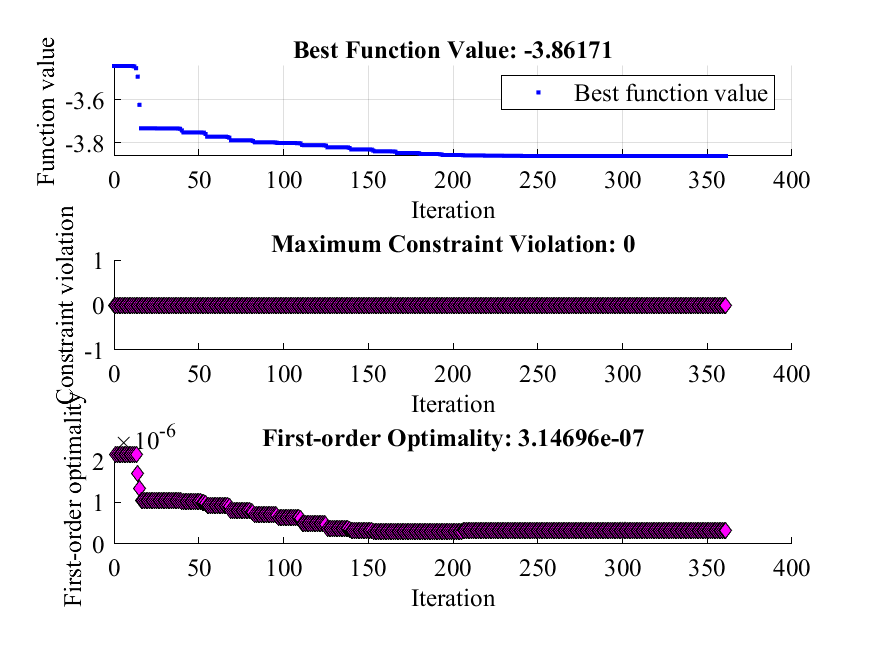 Best Function Value: -3.86171
Function value
-3.6
-3.8
Best function value
0 50 100 150 200 250 300 350 400
Iteration
Maximum Constraint Violation: 0
Constraint violation
1
0
-1
0 50 100 150 200 250 300 350 400
Iteration
First-order Optimality: 3.14696e-07
First-order optimality
×10^-6
2
1
0
0 50 100 150 200 250 300 350 400
Iteration